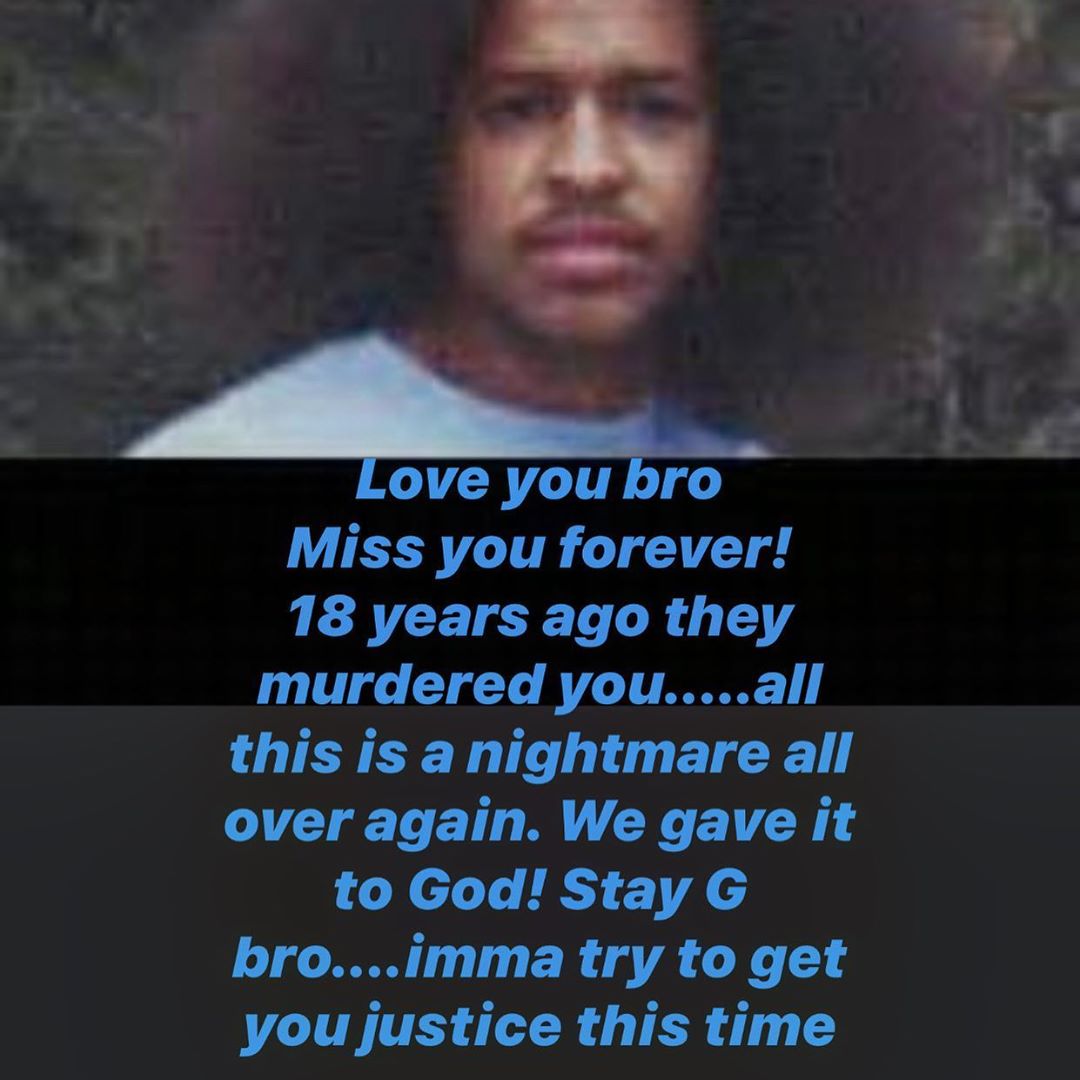 Love you bro
Miss you forever!
18 years ago they
murdered you.....all
this is a nightmare all
over again. We gave it
to God! Stay G
bro....imma try to get
you justice this time